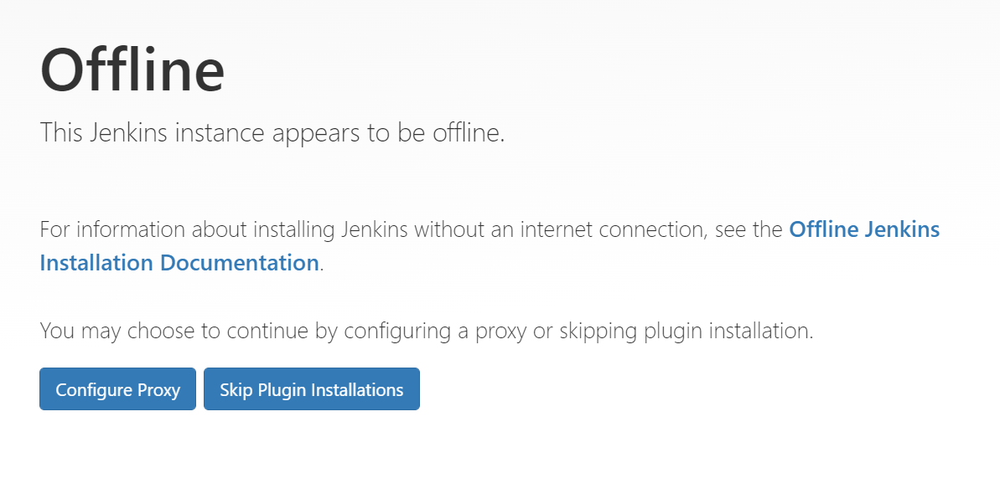 Offline
This Jenkins instance appears to be offline.
For information about installing Jenkins without an internet connection, see the Offline Jenkins
Installation Documentation.
You may choose to continue by configuring a proxy or skipping plugin installation.
Configure Proxy
Skip Plugin Installations